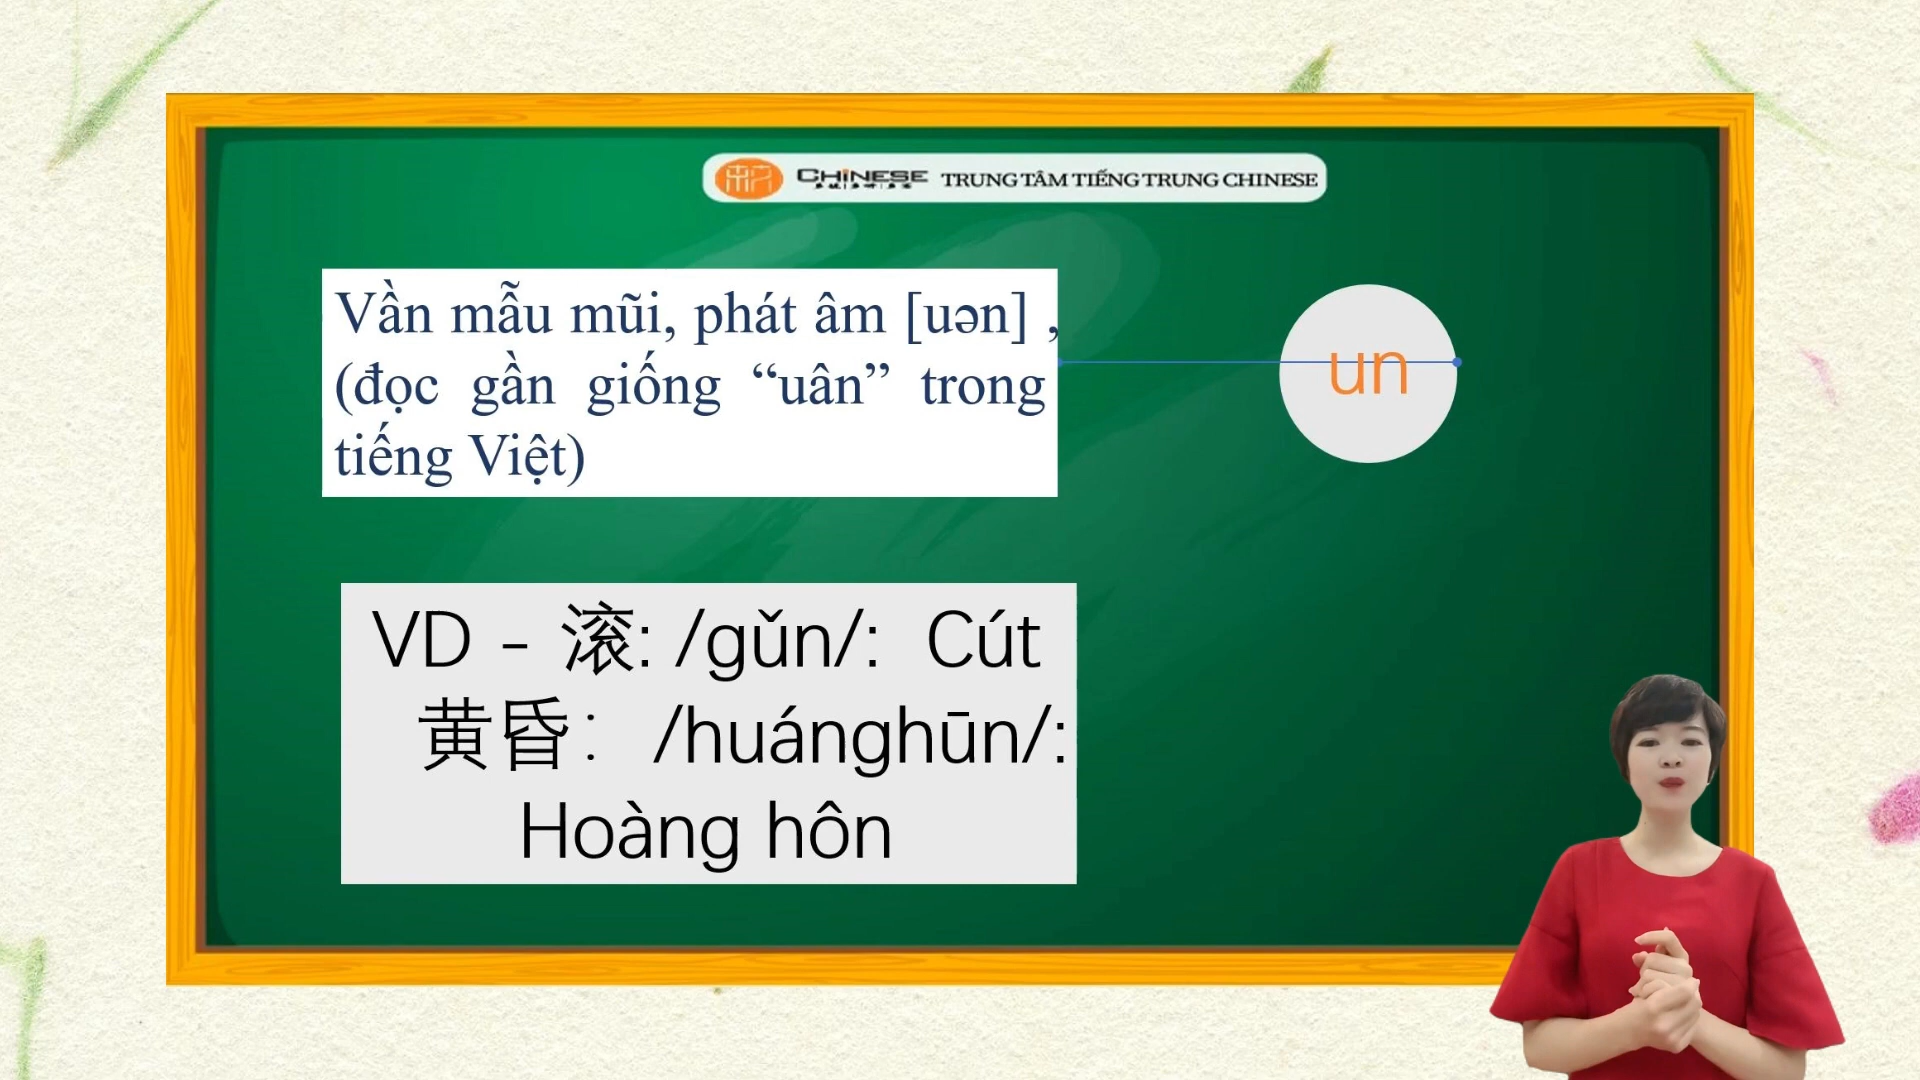 CHINESE TRUNG TÂM TIẾNG TRUNG CHINESE
Vần mẫu mũi, phát âm [uən] ,
(đọc gần giống “uân” trong
tiếng Việt)
un
VD - 滚: /gǔn/: Cút
黄昏： /huánghūn/:
Hoàng hôn